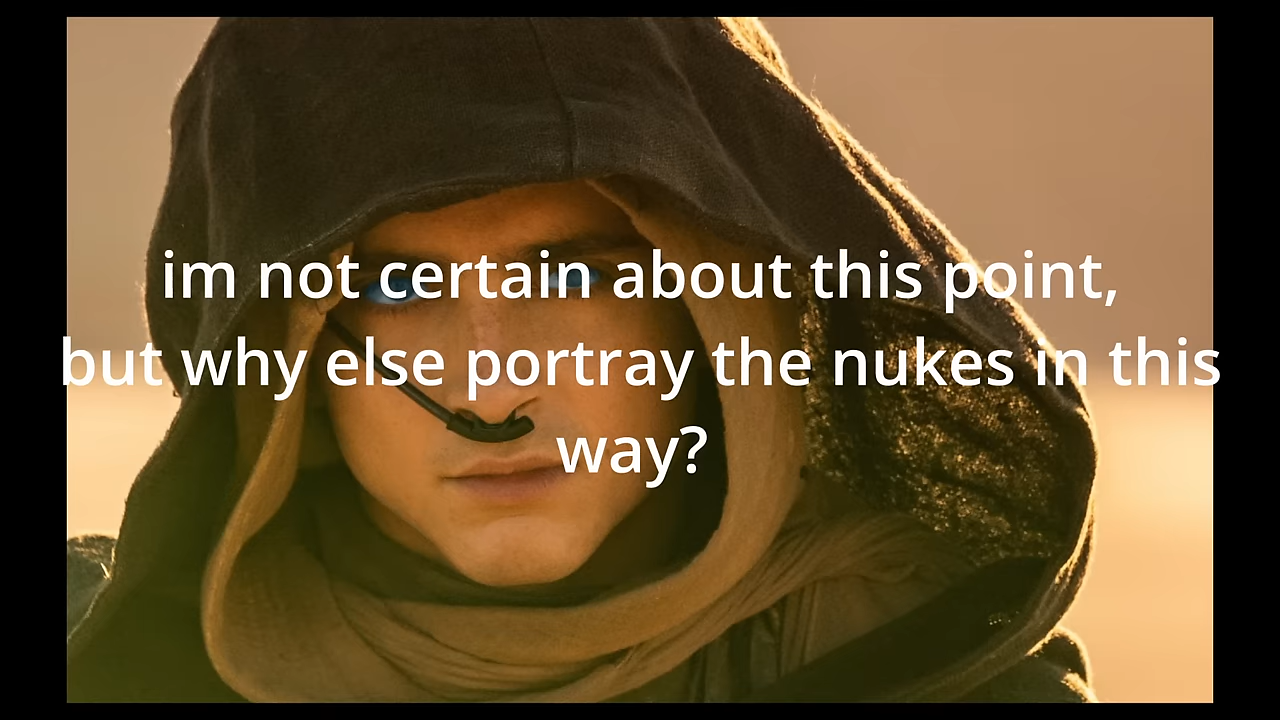 im not certain about this point,
but why else portray the nukes in this
way?